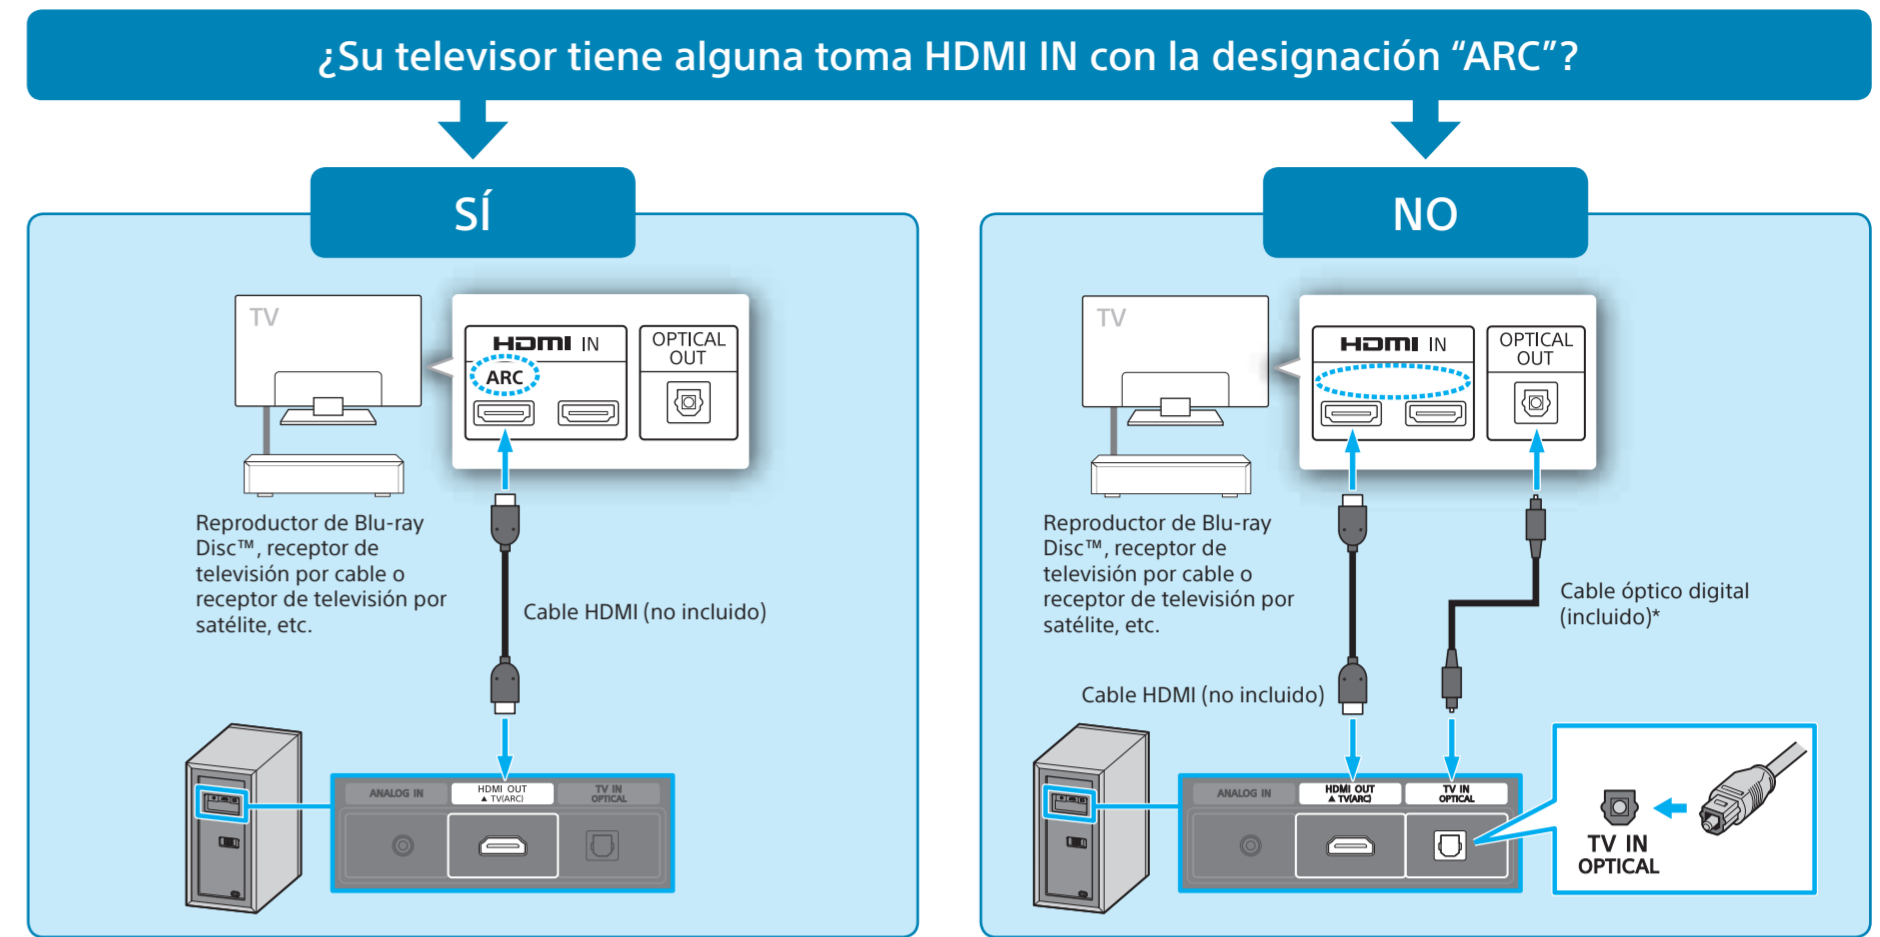 ¿Su televisor tiene alguna toma HDMI IN con la designación “ARC”?
SÍ
TV
HDMI IN
ARC
OPTICAL
OUT
Reproductor de Blu-ray
Disc™, receptor de
televisión por cable o
receptor de televisión por
satélite, etc.
Cable HDMI (no incluido)
ANALOG IN
HDMI OUT
▲ TV(ARC)
TV IN
OPTICAL
NO
TV
HDMI IN
OPTICAL
OUT
Reproductor de Blu-ray
Disc™, receptor de
televisión por cable o
receptor de televisión por
satélite, etc.
Cable óptico digital
(incluido)*
Cable HDMI (no incluido)
ANALOG IN
HDMI OUT
▲ TV(ARC)
TV IN
OPTICAL
TV IN
OPTICAL